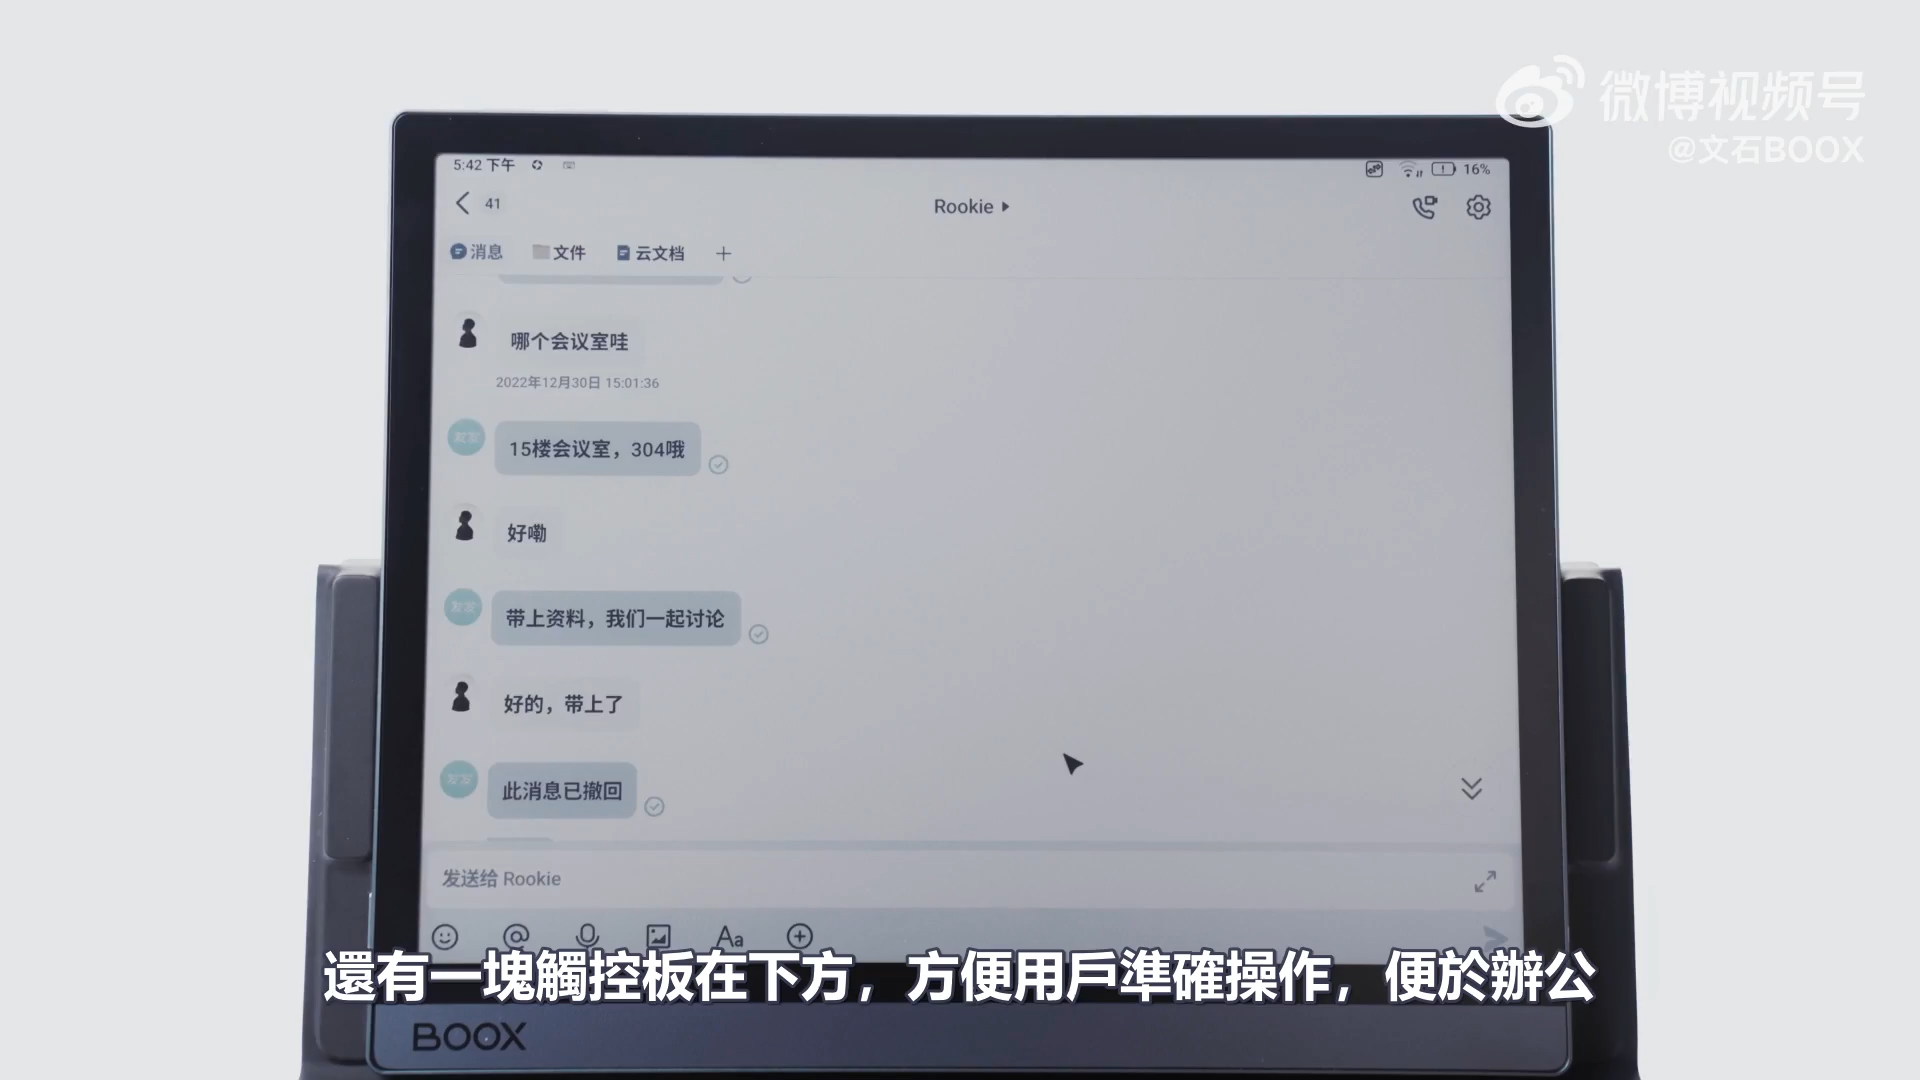 微博视频号
@文石BOOX
5:42 下午
16%
41
Rookie
消息 文件 云文档
哪个会议室哇
2022年12月30日 15:01:36
15楼会议室，304哦
好嘞
带上资料，我们一起讨论
好的，带上了
此消息已撤回
发送给 Rookie
Aa
還有一塊觸控板在下方，方便用戶準確操作，便於辦公
BOOX